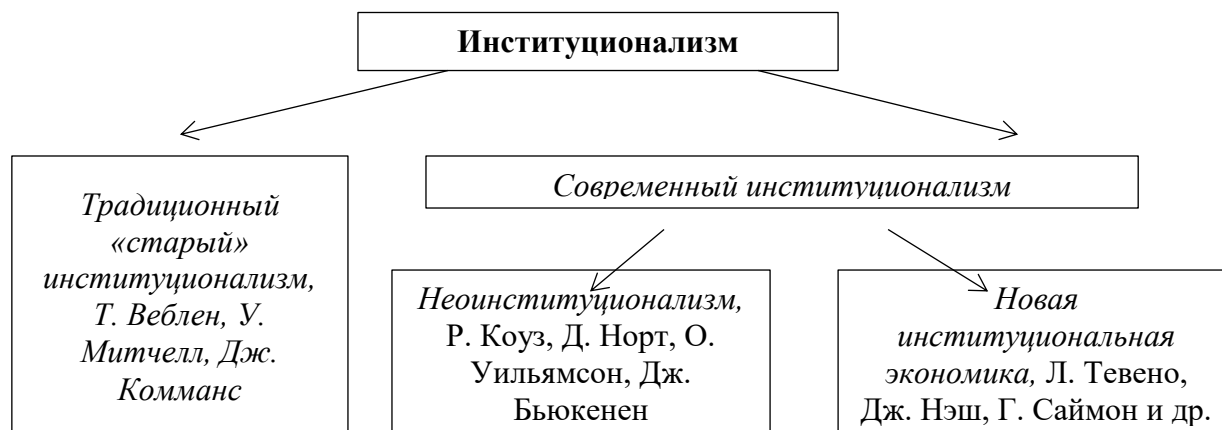 Институционализм
Традиционный
«старый»
институционализм,
Т. Веблен, У.
Митчелл, Дж.
Комманс
Современный институционализм
Неоинституционализм,
Р. Коуз, Д. Норт, О.
Уильямсон, Дж.
Бьюкенен
Новая
институциональная
экономика, Л. Тевено,
Дж. Нэш, Г. Саймон и др.